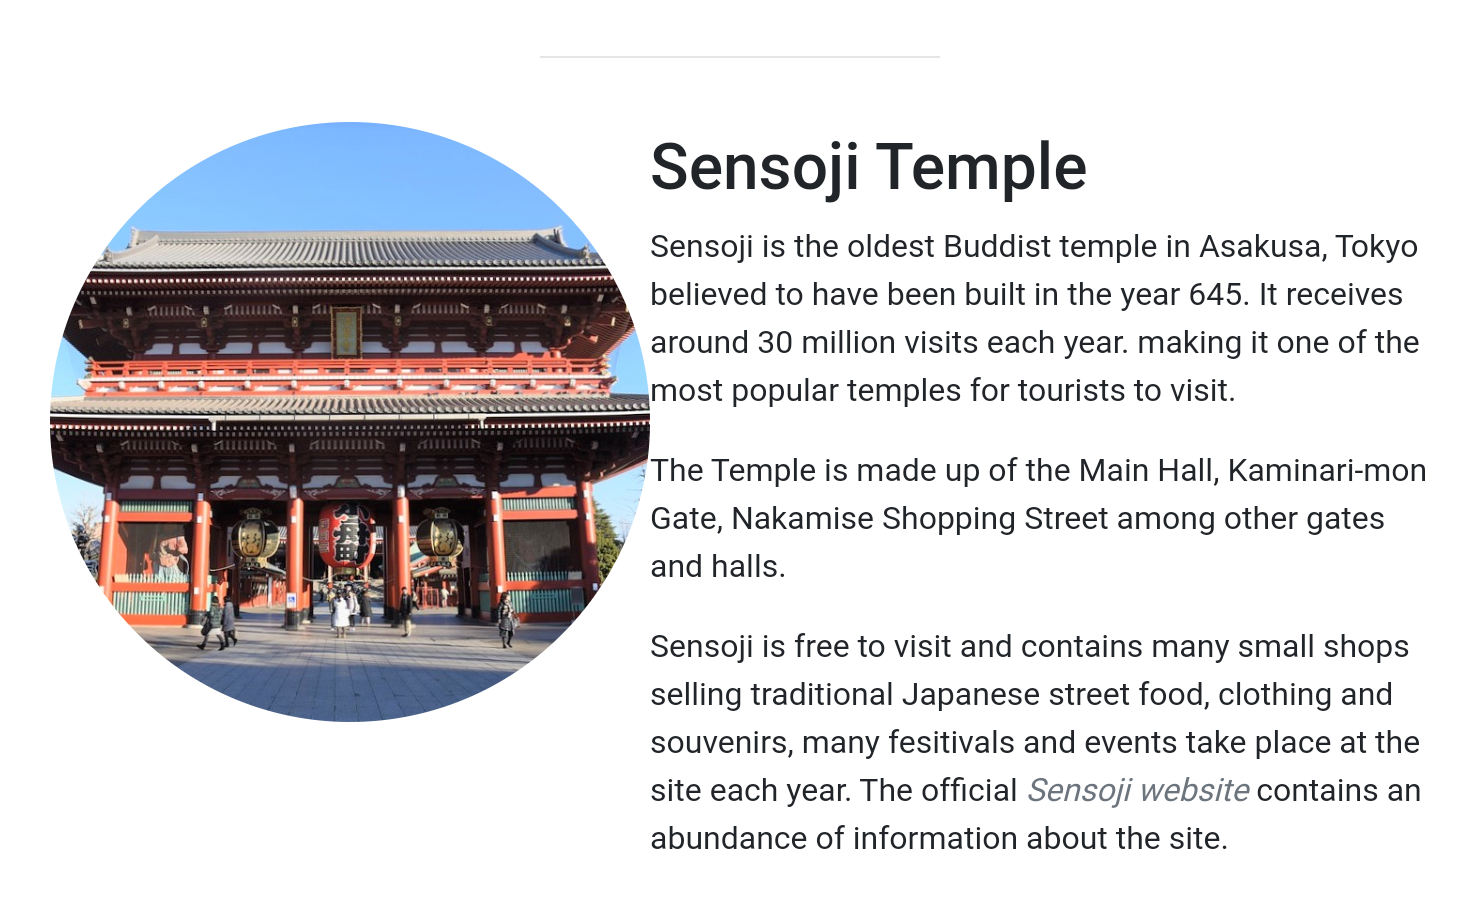 Sensoji Temple
Sensoji is the oldest Buddist temple in Asakusa, Tokyo
believed to have been built in the year 645. It receives
around 30 million visits each year. making it one of the
most popular temples for tourists to visit.
The Temple is made up of the Main Hall, Kaminari-mon
Gate, Nakamise Shopping Street among other gates
and halls.
Sensoji is free to visit and contains many small shops
selling traditional Japanese street food, clothing and
souvenirs, many fesitivals and events take place at the
site each year. The official Sensoji website contains an
abundance of information about the site.